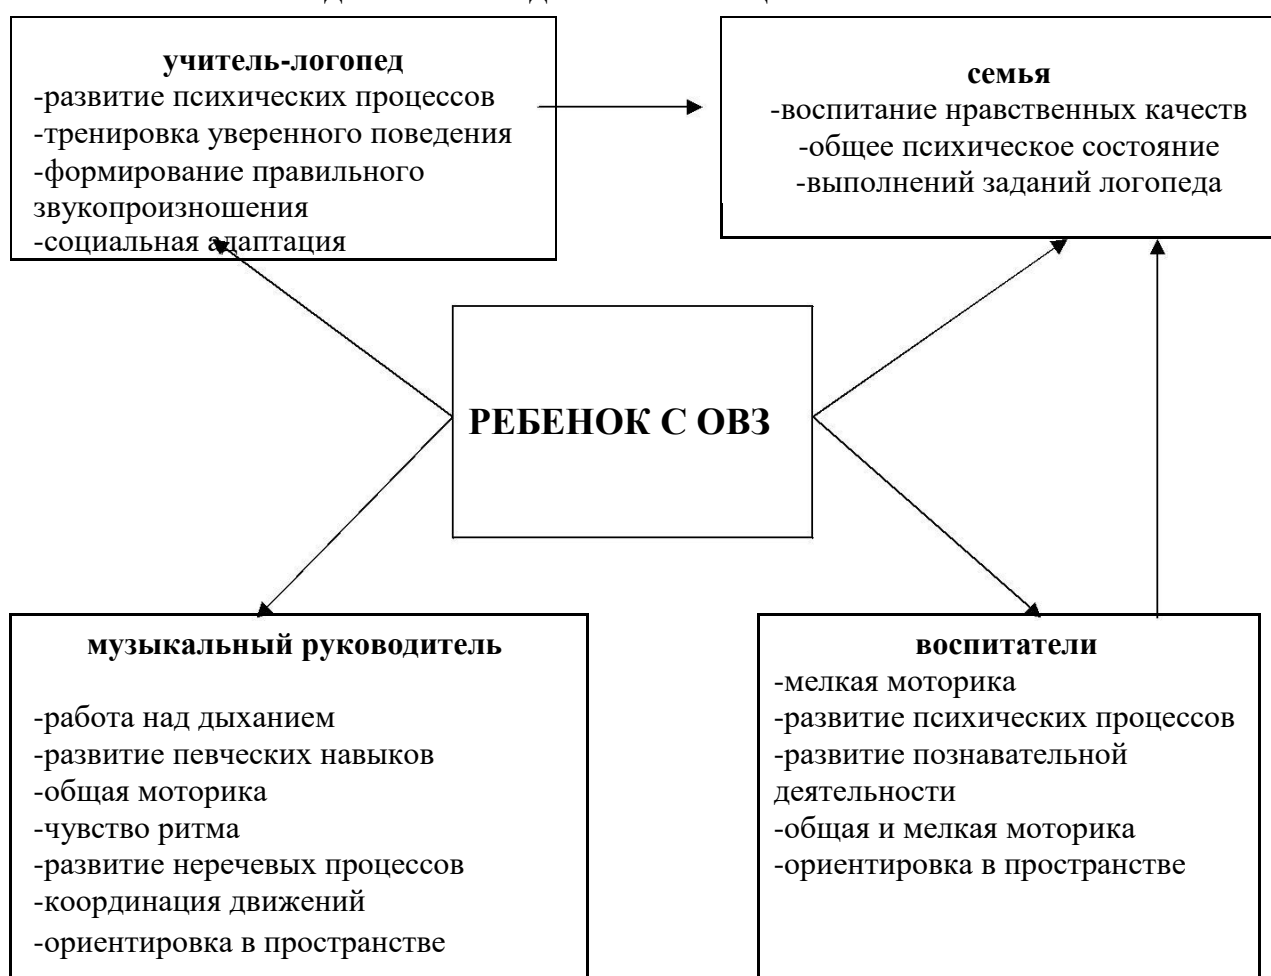 учитель-логопед
-развитие психических процессов
-тренировка уверенного поведения
-формирование правильного
звукопроизношения
-социальная адаптация
семья
-воспитание нравственных качеств
-общее психическое состояние
-выполнений заданий логопеда
РЕБЕНОК С ОВЗ
музыкальный руководитель
-работа над дыханием
-развитие певческих навыков
-общая моторика
-чувство ритма
-развитие неречевых процессов
-координация движений
-ориентировка в пространстве
воспитатели
-мелкая моторика
-развитие психических процессов
-развитие познавательной
деятельности
-общая и мелкая моторика
-ориентировка в пространстве